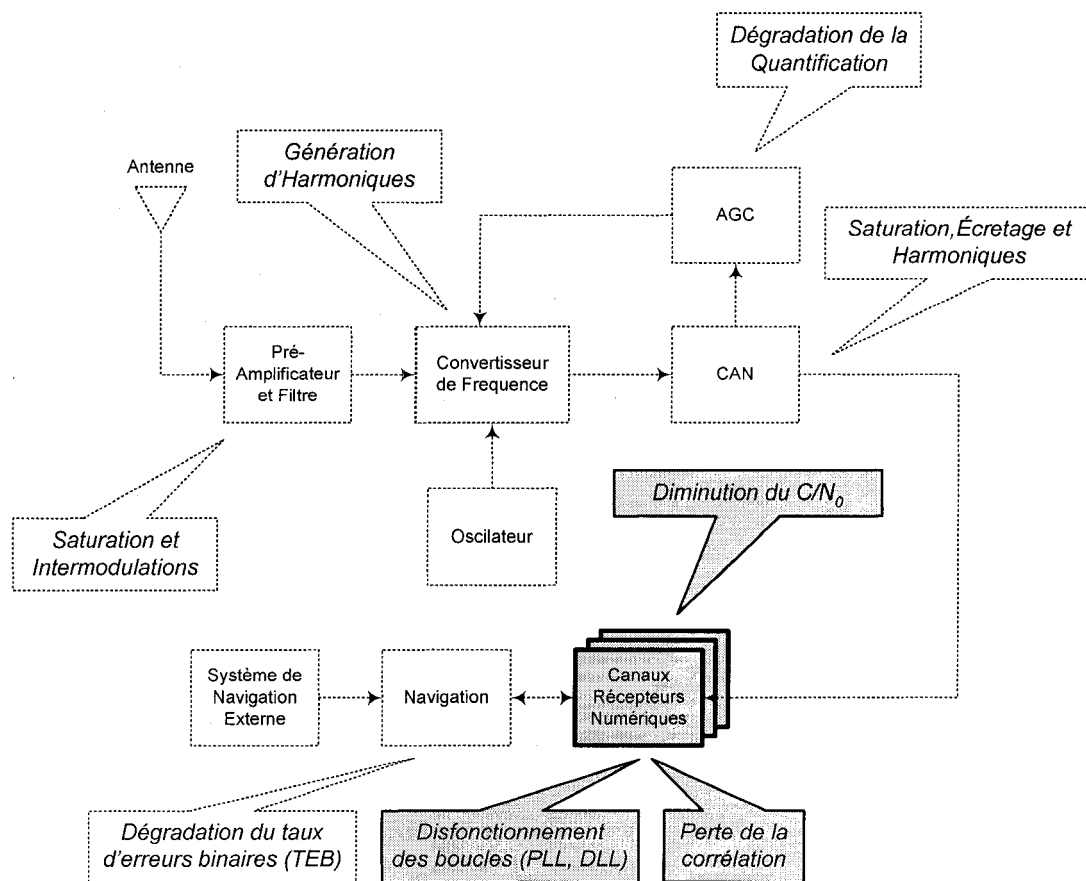 Dégradation de la
Quantification
Génération
d'Harmoniques
Antenne
AGC
Saturation,Écretage et
Harmoniques
Pré-
Amplificateur
et Filtre
Convertisseur
de Frequence
CAN
Diminution du C/N0
Oscilateur
Saturation et
Intermodulations
Système de
Navigation
Externe
Navigation
Canaux
Récepteurs
Numériques
Dégradation du taux
d'erreurs binaires (TEB)
Disfonctionnement
des boucles (PLL, DLL)
Perte de la
corrélation